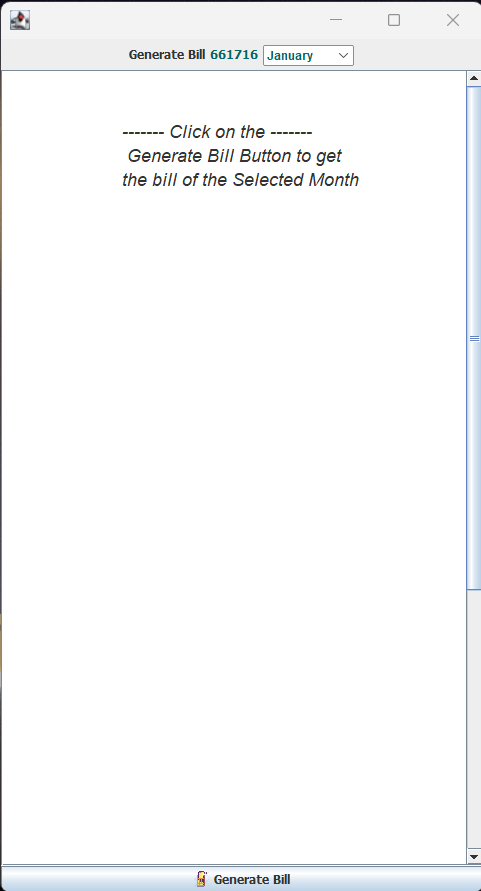 Generate Bill 661716 January
------- Click on the -------
Generate Bill Button to get
the bill of the Selected Month
Generate Bill